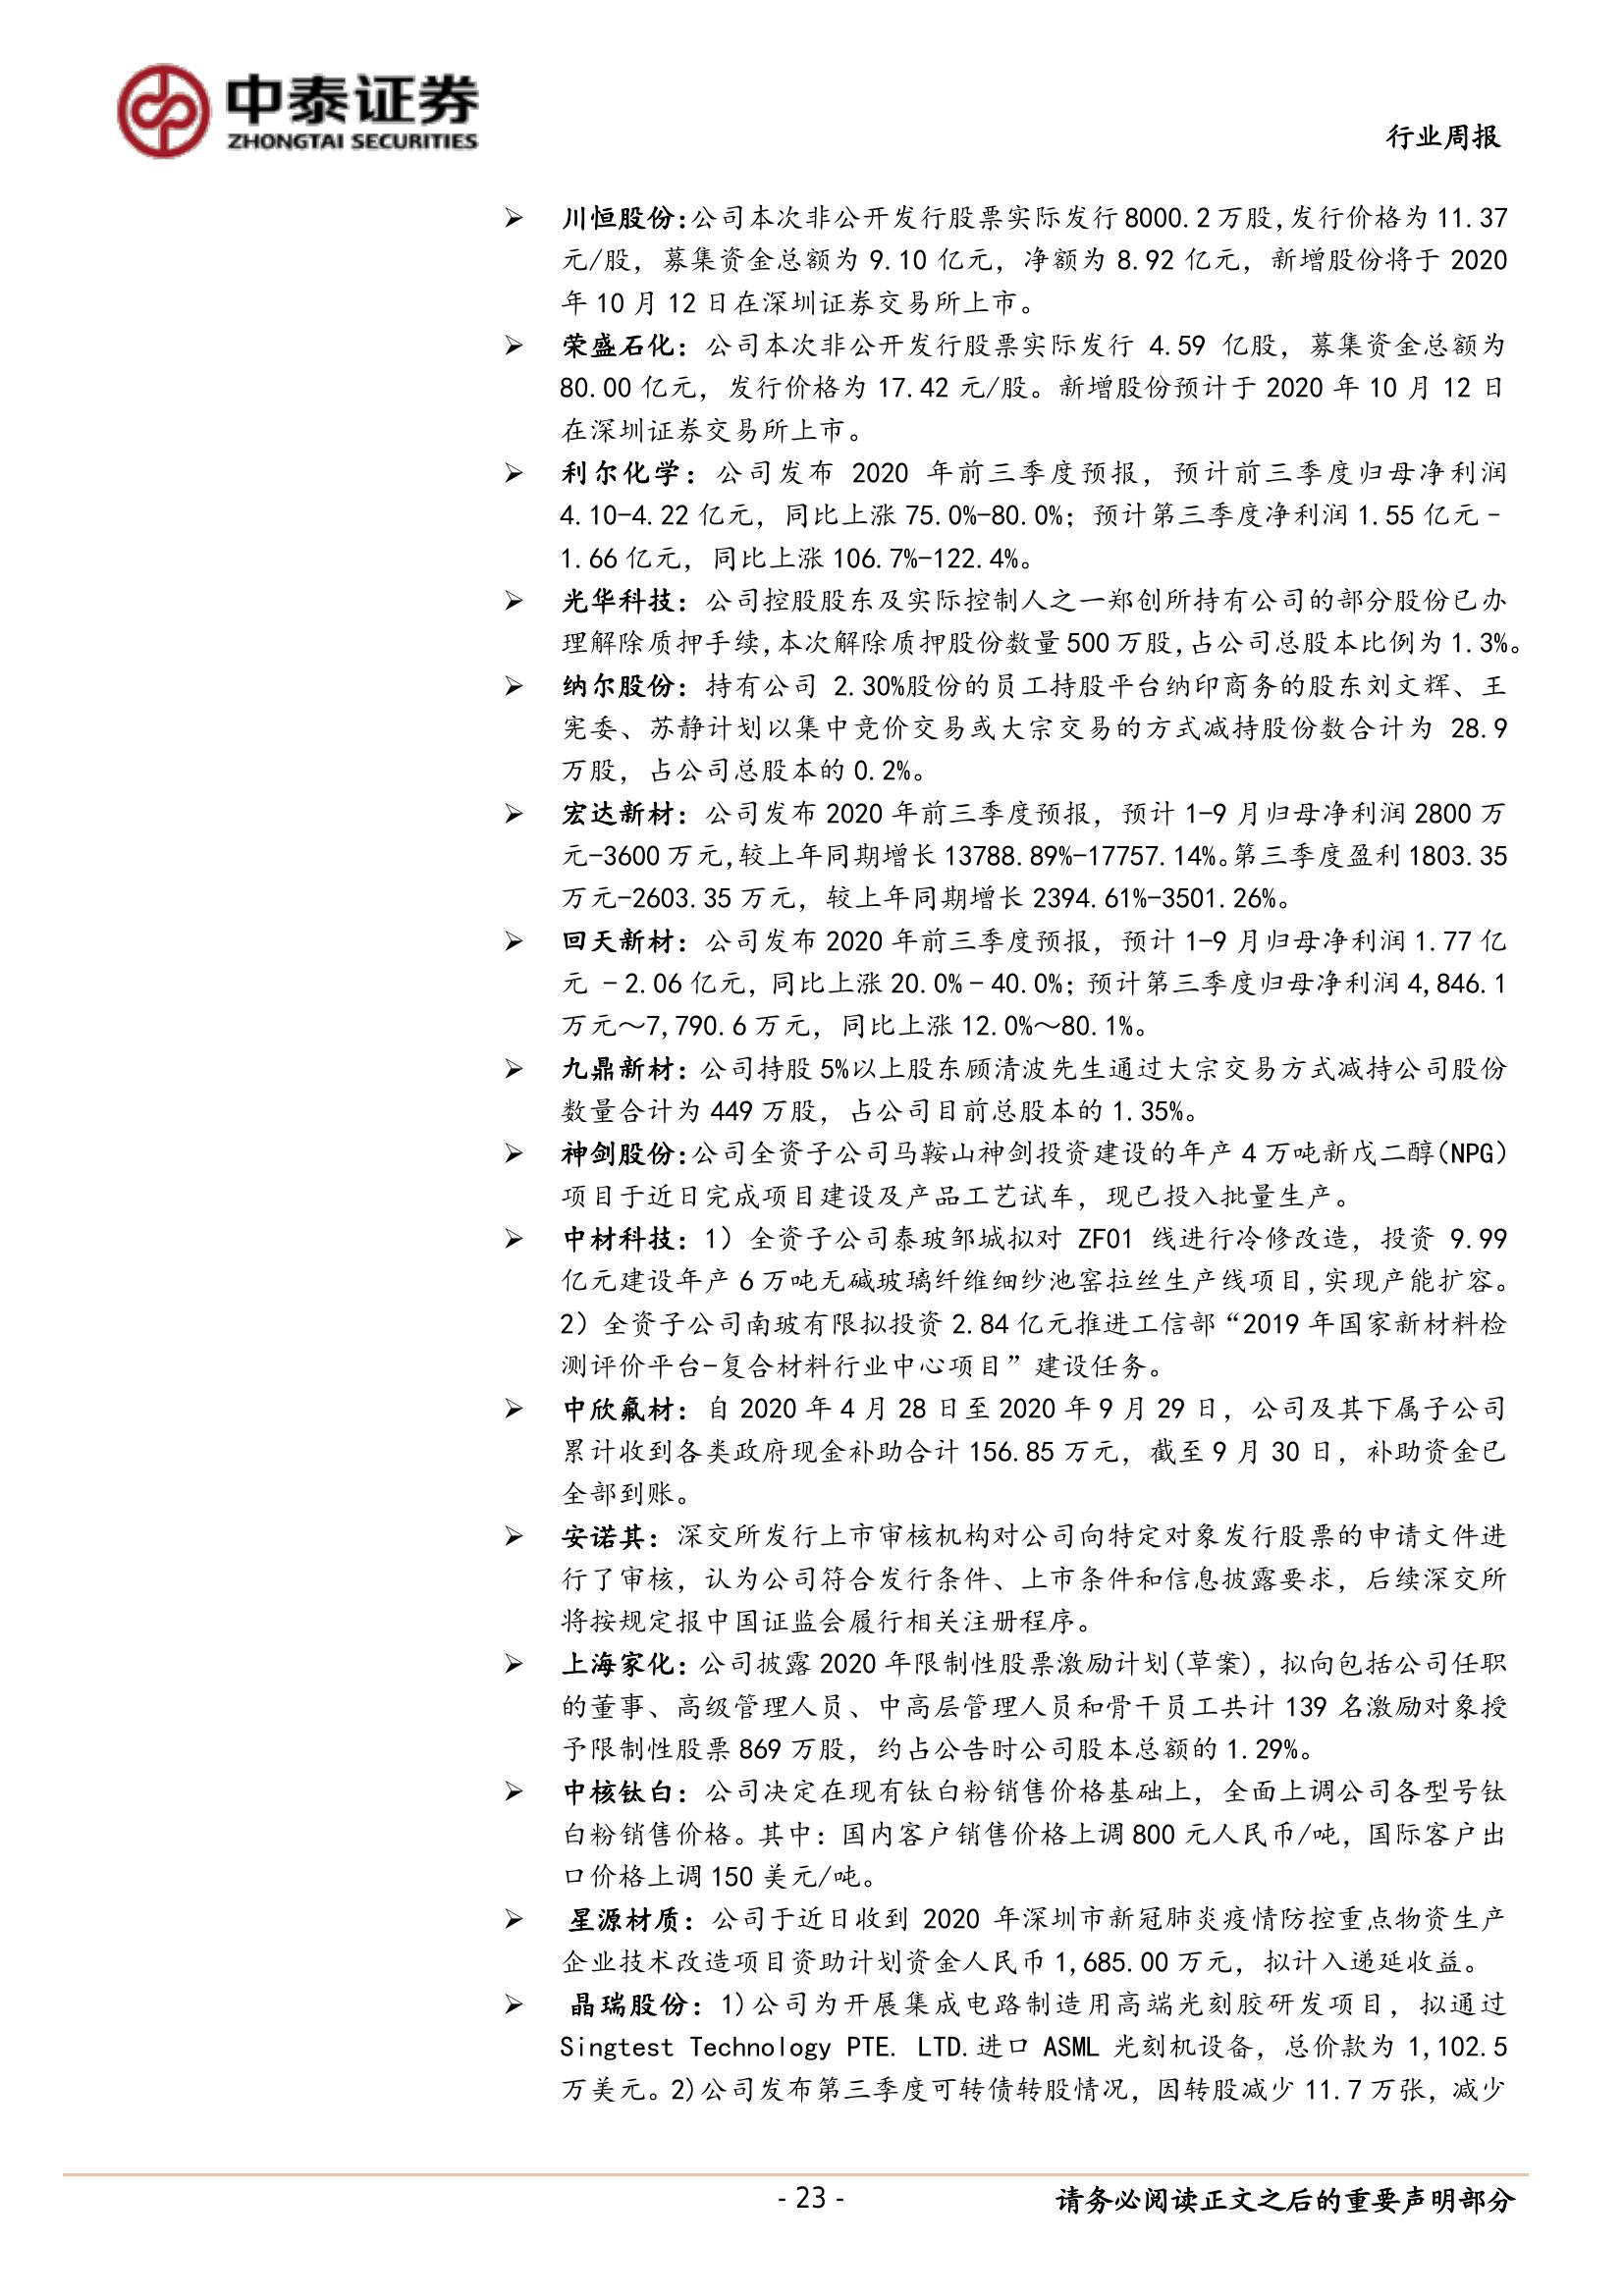 中泰证券
ZHONGTAI SECURITIES
行业周报
➢ 川恒股份:公司本次非公开发行股票实际发行8000.2万股,发行价格为11.37
元/股，募集资金总额为9.10亿元，净额为8.92亿元，新增股份将于2020
年10月12日在深圳证券交易所上市。
➢ 荣盛石化：公司本次非公开发行股票实际发行 4.59 亿股，募集资金总额为
80.00亿元，发行价格为17.42元/股。新增股份预计于2020年10月12日
在深圳证券交易所上市。
➢ 利尔化学：公司发布 2020 年前三季度预报，预计前三季度归母净利润
4.10-4.22亿元，同比上涨75.0%-80.0%；预计第三季度净利润1.55亿元–
1.66亿元，同比上涨106.7%-122.4%。
➢ 光华科技：公司控股股东及实际控制人之一郑创所持有公司的部分股份已办
理解除质押手续,本次解除质押股份数量500万股,占公司总股本比例为1.3%。
➢ 纳尔股份：持有公司 2.30%股份的员工持股平台纳印商务的股东刘文辉、王
宪委、苏静计划以集中竞价交易或大宗交易的方式减持股份数合计为 28.9
万股，占公司总股本的0.2%。
➢ 宏达新材：公司发布2020年前三季度预报，预计1-9月归母净利润2800万
元-3600万元,较上年同期增长13788.89%-17757.14%。第三季度盈利1803.35
万元-2603.35万元，较上年同期增长2394.61%-3501.26%。
➢ 回天新材：公司发布2020年前三季度预报，预计1-9月归母净利润1.77亿
元 –2.06亿元，同比上涨20.0%–40.0%；预计第三季度归母净利润4,846.1
万元～7,790.6万元，同比上涨12.0%～80.1%。
➢ 九鼎新材：公司持股5%以上股东顾清波先生通过大宗交易方式减持公司股份
数量合计为449万股，占公司目前总股本的1.35%。
➢ 神剑股份:公司全资子公司马鞍山神剑投资建设的年产4万吨新戊二醇(NPG)
项目于近日完成项目建设及产品工艺试车，现已投入批量生产。
➢ 中材科技：1）全资子公司泰玻邹城拟对 ZF01 线进行冷修改造，投资 9.99
亿元建设年产6万吨无碱玻璃纤维细纱池窑拉丝生产线项目,实现产能扩容。
2）全资子公司南玻有限拟投资2.84亿元推进工信部“2019年国家新材料检
测评价平台-复合材料行业中心项目”建设任务。
➢ 中欣氟材：自2020年4月28日至2020年9月29日，公司及其下属子公司
累计收到各类政府现金补助合计156.85万元，截至9月30日，补助资金已
全部到账。
➢ 安诺其：深交所发行上市审核机构对公司向特定对象发行股票的申请文件进
行了审核，认为公司符合发行条件、上市条件和信息披露要求，后续深交所
将按规定报中国证监会履行相关注册程序。
➢ 上海家化：公司披露2020年限制性股票激励计划(草案)，拟向包括公司任职
的董事、高级管理人员、中高层管理人员和骨干员工共计139名激励对象授
予限制性股票869万股，约占公告时公司股本总额的1.29%。
➢ 中核钛白：公司决定在现有钛白粉销售价格基础上，全面上调公司各型号钛
白粉销售价格。其中：国内客户销售价格上调800元人民币/吨，国际客户出
口价格上调150美元/吨。
➢ 星源材质：公司于近日收到 2020 年深圳市新冠肺炎疫情防控重点物资生产
企业技术改造项目资助计划资金人民币1,685.00万元，拟计入递延收益。
➢ 晶瑞股份：1)公司为开展集成电路制造用高端光刻胶研发项目，拟通过
Singtest Technology PTE. LTD.进口 ASML 光刻机设备，总价款为 1,102.5
万美元。2)公司发布第三季度可转债转股情况，因转股减少11.7万张，减少
- 23 -
请务必阅读正文之后的重要声明部分